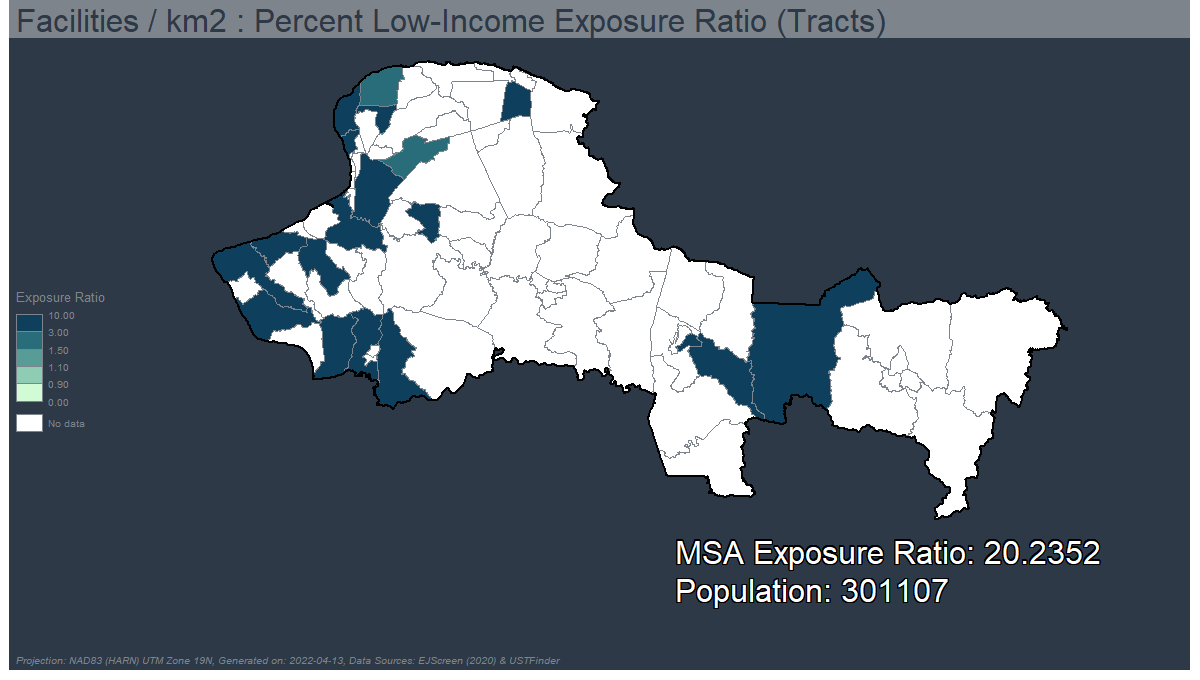 Facilities / km2 : Percent Low-Income Exposure Ratio (Tracts)
Exposure Ratio
10.00
3.00
1.50
1.10
0.90
0.00
No data
MSA Exposure Ratio: 20.2352
Population: 301107
Projection: NAD83 (HARN) UTM Zone 19N, Generated on: 2022-04-13, Data Sources: EJScreen (2020) & USTFinder